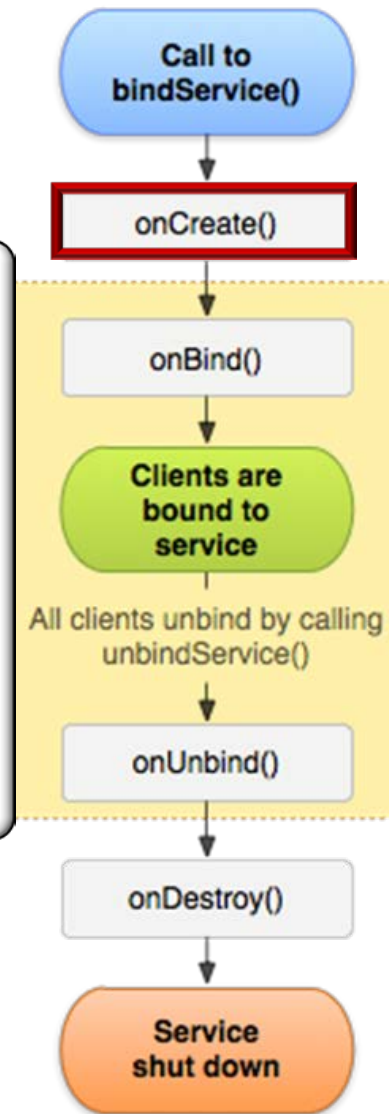 Call to
bindService()
onCreate()
onBind()
Clients are
bound to
service
All clients unbind by calling
unbindService()
onUnbind()
onDestroy()
Service
shut down